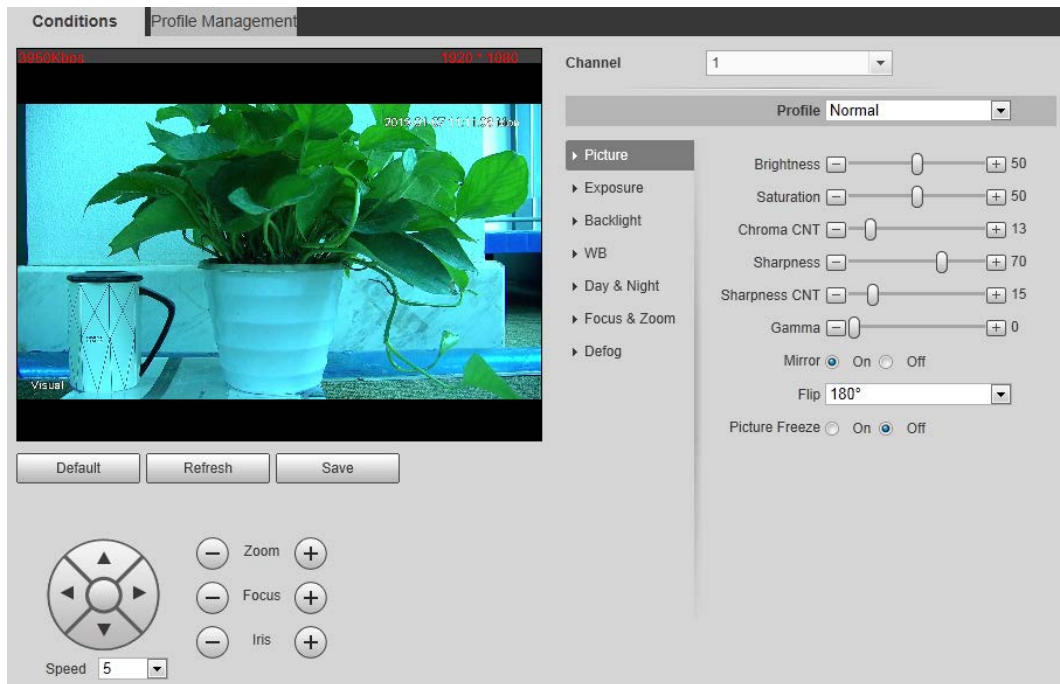 Conditions
Profile Management
3950Kbps
1920 * 1080
Visual
Default
Refresh
Save
Zoom
Focus
Iris
Speed 5
Channel 1
Profile Normal
Picture
Exposure
Backlight
WB
Day & Night
Focus & Zoom
Defog
Brightness 50
Saturation 50
Chroma CNT 13
Sharpness 70
Sharpness CNT 15
Gamma 0
Mirror On Off
Flip 180°
Picture Freeze On Off